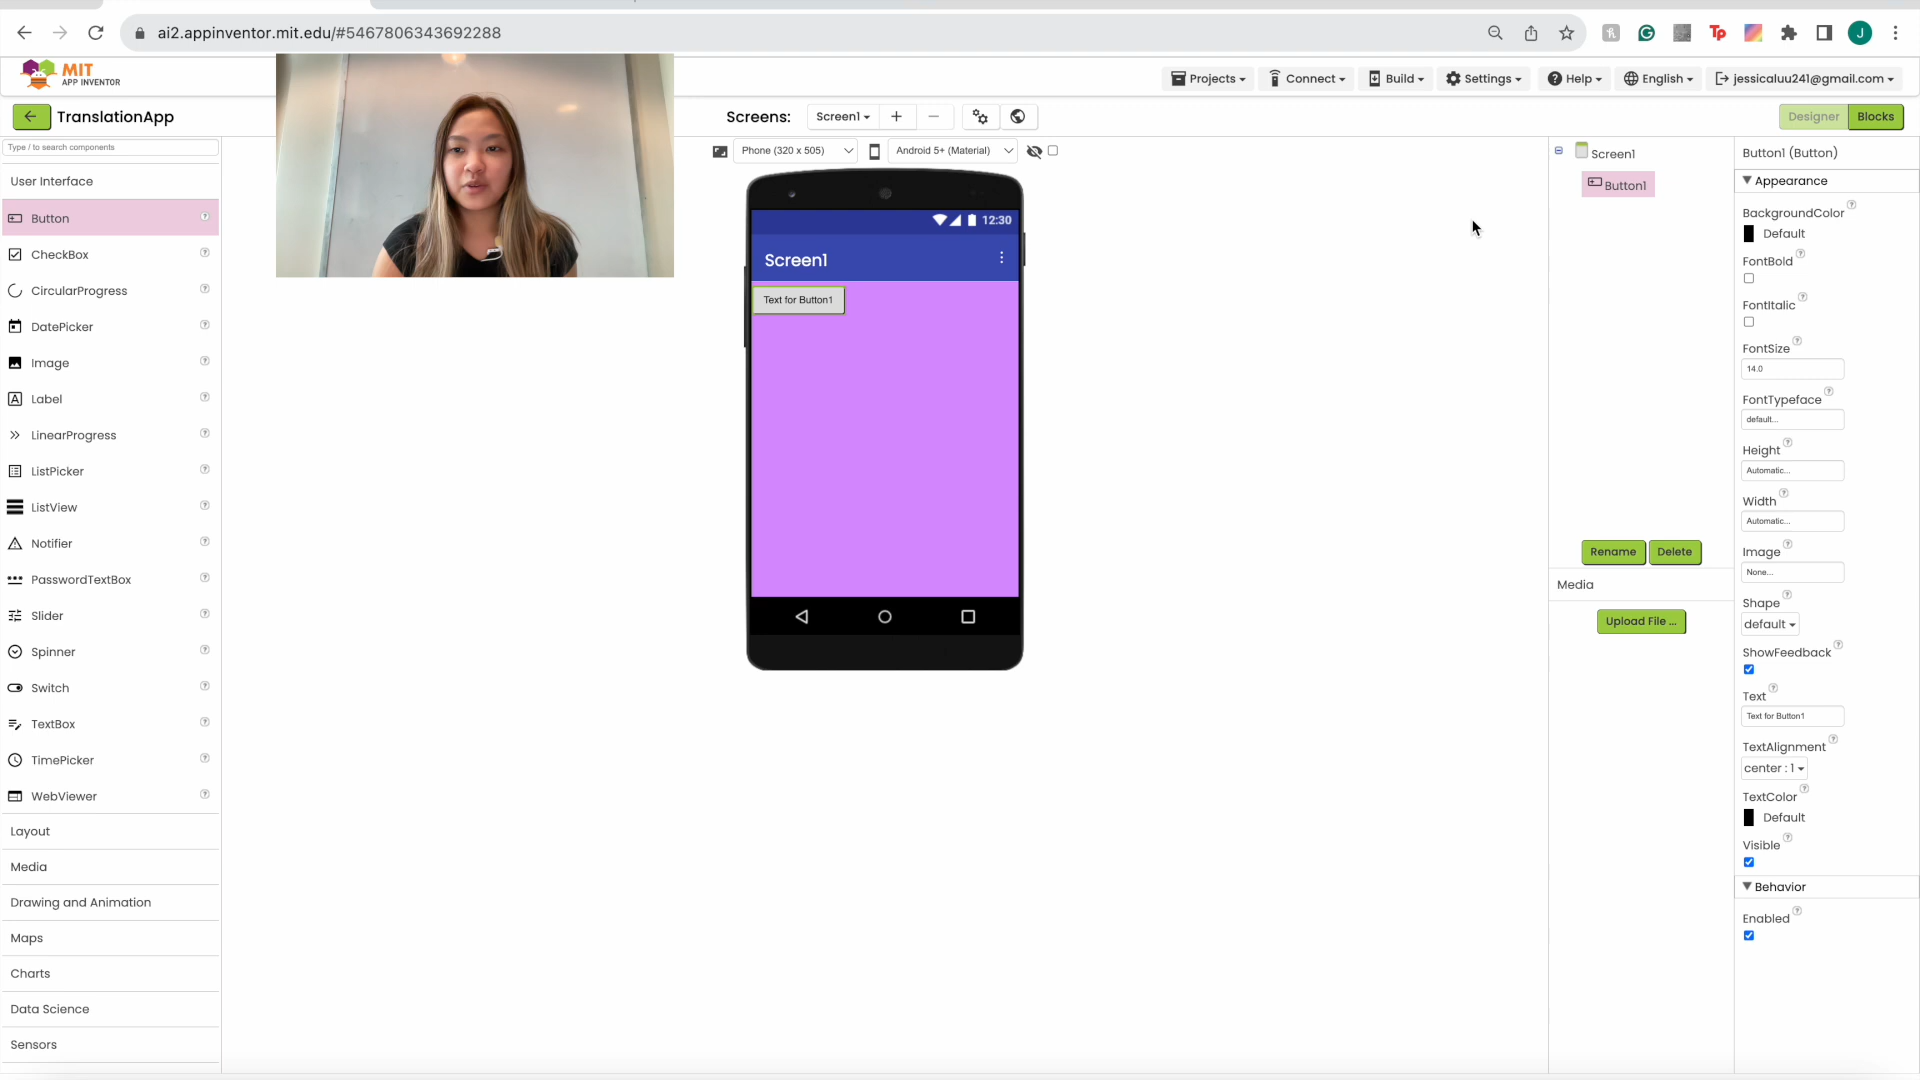 ai2.appinventor.mit.edu/#5467806343692288
J
MIT
APP INVENTOR
Projects
Connect
Build
Settings
Help
English
jessicaluu241@gmail.com
TranslationApp
Screens:
Screen1
Designer
Blocks
Type / to search components
User Interface
Button
CheckBox
CircularProgress
DatePicker
Image
Label
LinearProgress
ListPicker
ListView
Notifier
PasswordTextBox
Slider
Spinner
Switch
TextBox
TimePicker
WebViewer
Layout
Media
Drawing and Animation
Maps
Charts
Data Science
Sensors
Phone (320 x 505)
Android 5+ (Material)
12:30
Screen1
Text for Button1
Screen1
Button1
Rename
Delete
Media
Upload File ...
Button1 (Button)
Appearance
BackgroundColor
Default
FontBold
FontItalic
FontSize
14.0
FontTypeface
default...
Height
Automatic...
Width
Automatic...
Image
None...
Shape
default
ShowFeedback
Text
Text for Button1
TextAlignment
center : 1
TextColor
Default
Visible
Behavior
Enabled